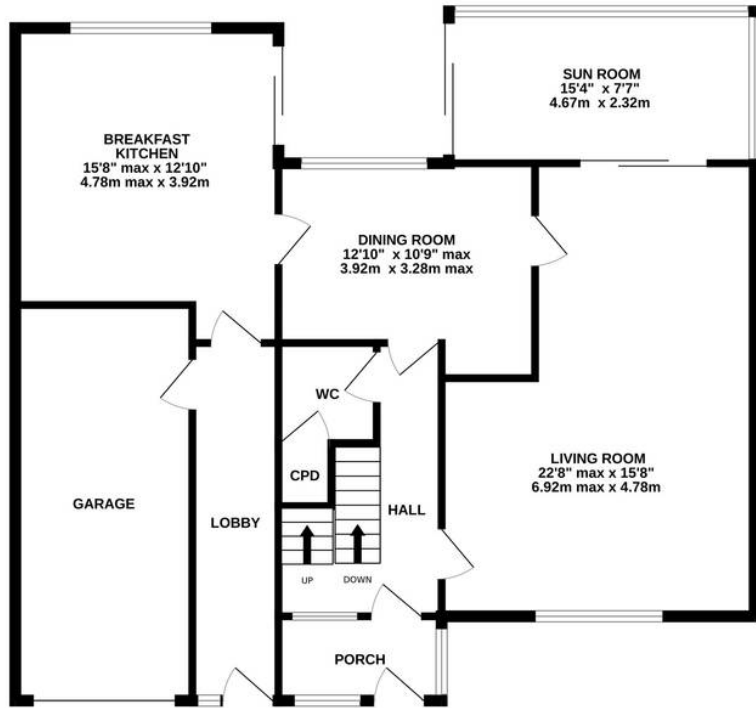 SUN ROOM
15'4" x 7'7"
4.67m x 2.32m
BREAKFAST
KITCHEN
15'8" max x 12'10"
4.78m max x 3.92m
DINING ROOM
12'10" x 10'9" max
3.92m x 3.28m max
WC
CPD
LIVING ROOM
22'8" max x 15'8"
6.92m max x 4.78m
GARAGE
LOBBY
HALL
UP
DOWN
PORCH